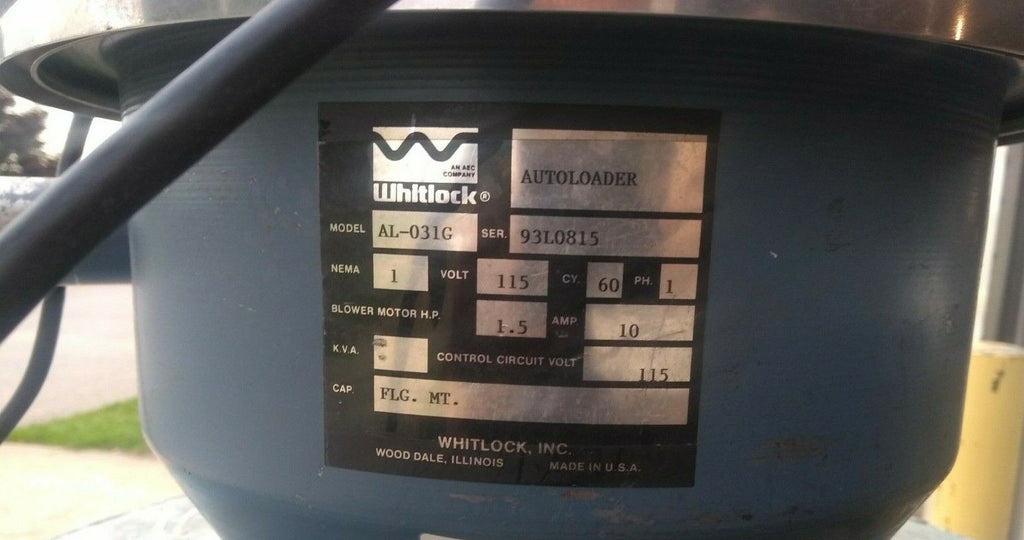 AN AEC
COMPANY
Whitlock®
AUTOLOADER
MODEL AL-031G SER. 93L0815
NEMA 1 VOLT 115 CY. 60 PH. 1
BLOWER MOTOR H.P. 1.5 AMP 10
K.V.A. CONTROL CIRCUIT VOLT 115
CAP. FLG. MT.
WHITLOCK, INC.
WOOD DALE, ILLINOIS MADE IN U.S.A.